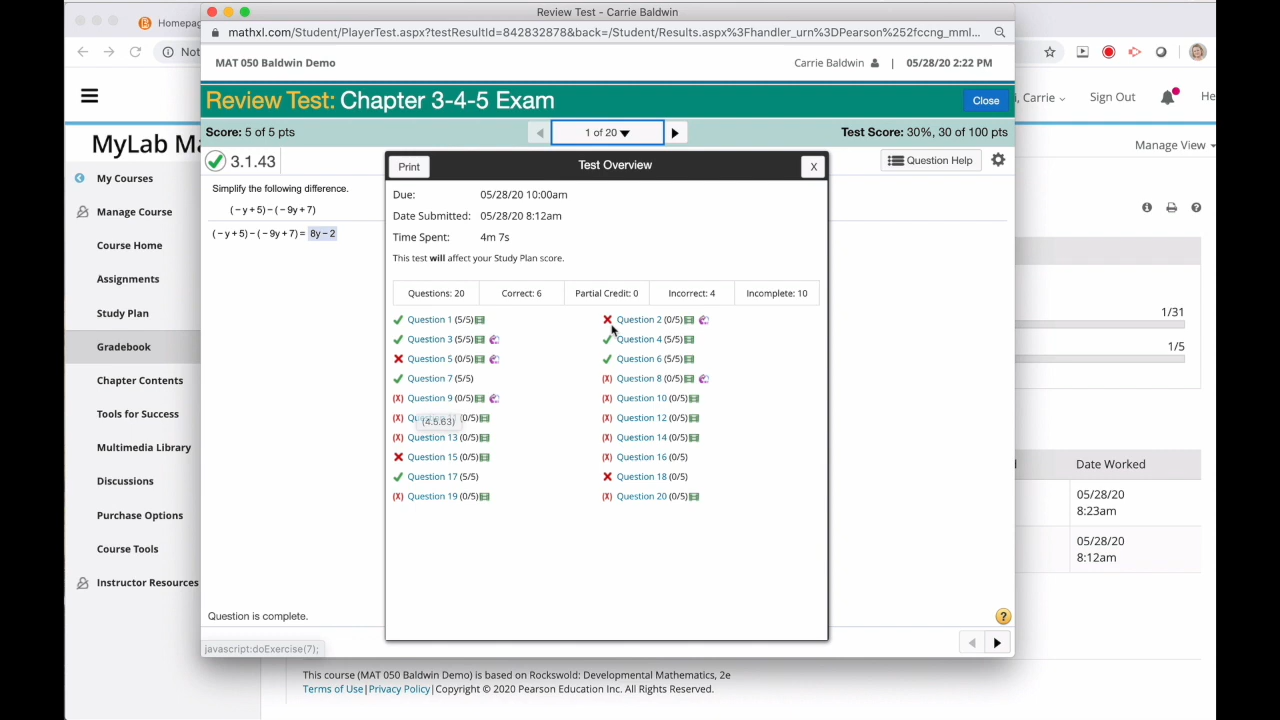 Review Test - Carrie Baldwin
Homepag
mathxl.com/Student/PlayerTest.aspx?testResultId=842832878&back=/Student/Results.aspx%3Fhandler_urn%3DPearson%252fccng_mml...
Not
MAT 050 Baldwin Demo
Carrie Baldwin | 05/28/20 2:22 PM
Review Test: Chapter 3-4-5 Exam
Close
i, Carrie
Sign Out
He
Score: 5 of 5 pts
1 of 20
Test Score: 30%, 30 of 100 pts
MyLab Ma
Manage View
3.1.43
Question Help
Simplify the following difference.
(−y+5)−(−9y+7)
(−y+5)−(−9y+7)= 8y−2
Print
Test Overview
X
Due: 05/28/20 10:00am
Date Submitted: 05/28/20 8:12am
Time Spent: 4m 7s
This test will affect your Study Plan score.
Questions: 20
Correct: 6
Partial Credit: 0
Incorrect: 4
Incomplete: 10
Question 1 (5/5)
Question 2 (0/5)
Question 3 (5/5)
Question 4 (5/5)
Question 5 (0/5)
Question 6 (5/5)
Question 7 (5/5)
(X) Question 8 (0/5)
(X) Question 9 (0/5)
(X) Question 10 (0/5)
(X) (0/5)
(4.5.63)
(X) Question 12 (0/5)
(X) Question 13 (0/5)
(X) Question 14 (0/5)
Question 15 (0/5)
(X) Question 16 (0/5)
Question 17 (5/5)
Question 18 (0/5)
(X) Question 19 (0/5)
(X) Question 20 (0/5)
My Courses
Manage Course
Course Home
Assignments
Study Plan
Gradebook
Chapter Contents
Tools for Success
Multimedia Library
Discussions
Purchase Options
Course Tools
Instructor Resources
1/31
1/5
Date Worked
05/28/20
8:23am
05/28/20
8:12am
Question is complete.
?
javascript:doExercise(7);
This course (MAT 050 Baldwin Demo) is based on Rockswold: Developmental Mathematics, 2e
Terms of Use|Privacy Policy|Copyright © 2020 Pearson Education Inc. All Rights Reserved.